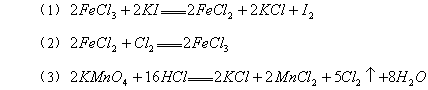 （1）2FeCl₃+2KI══2FeCl₂+2KCl+I₂
（2）2FeCl₂+Cl₂══2FeCl₃
（3）2KMnO₄+16HCl══2KCl+2MnCl₂+5Cl₂↑+8H₂O